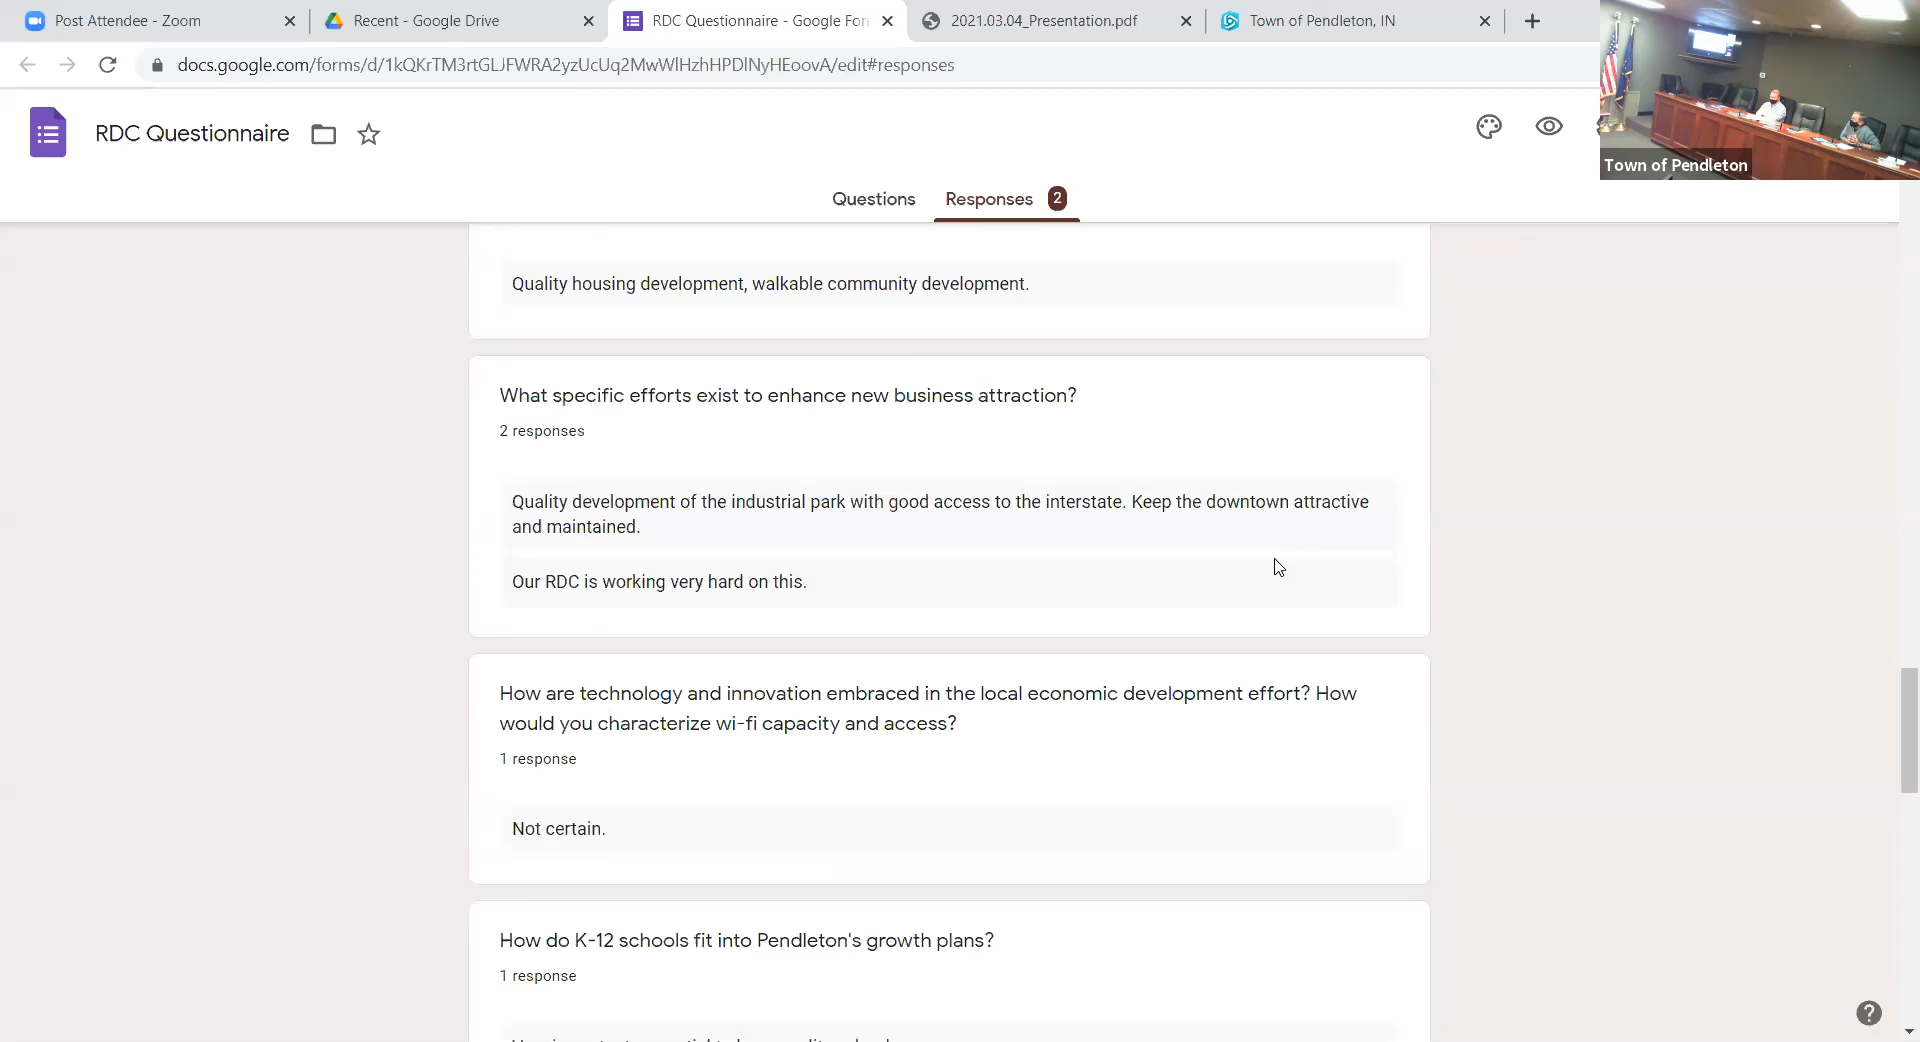 Post Attendee - Zoom
Recent - Google Drive
RDC Questionnaire - Google For
2021.03.04_Presentation.pdf
Town of Pendleton, IN
docs.google.com/forms/d/1kQKrTM3rtGLJFWRA2yzUcUq2MwWlHzhHPDlNyHEoovA/edit#responses
RDC Questionnaire
Town of Pendleton
Questions
Responses 2
Quality housing development, walkable community development.
What specific efforts exist to enhance new business attraction?
2 responses
Quality development of the industrial park with good access to the interstate. Keep the downtown attractive
and maintained.
Our RDC is working very hard on this.
How are technology and innovation embraced in the local economic development effort? How
would you characterize wi-fi capacity and access?
1 response
Not certain.
How do K-12 schools fit into Pendleton's growth plans?
1 response